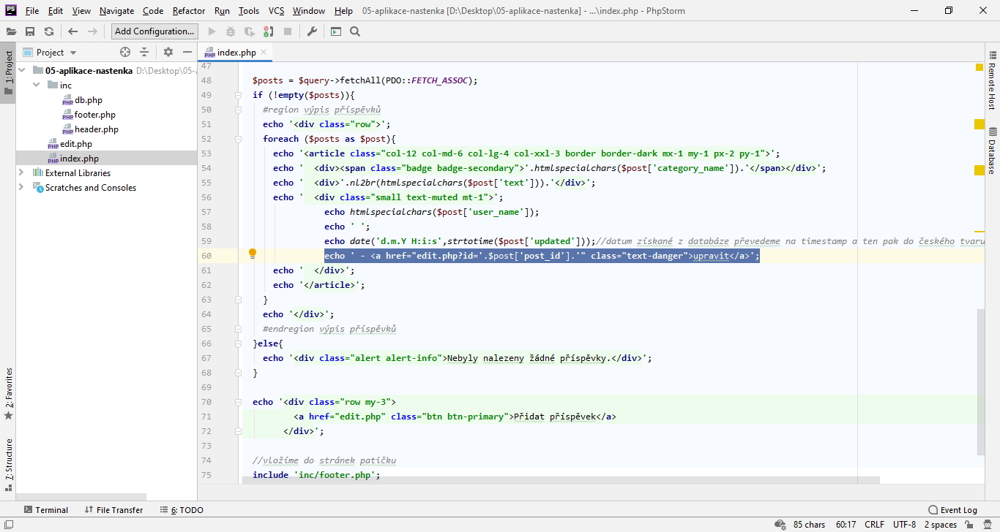 PS File Edit View Navigate Code Refactor Run Tools VCS Window Help 05-aplikace-nastenka [D:\Desktop\05-aplikace-nastenka] - ...\index.php - PhpStorm
Add Configuration...
Project
index.php
1: Project
05-aplikace-nastenka D:\Desktop\05-a
inc
db.php
footer.php
header.php
edit.php
index.php
External Libraries
Scratches and Consoles
2: Favorites
7: Structure
47
48 $posts = $query->fetchAll(PDO::FETCH_ASSOC);
49 if (!empty($posts)){
50 #region výpis příspěvků
51 echo '<div class="row">';
52 foreach ($posts as $post){
53 echo '<article class="col-12 col-md-6 col-lg-4 col-xxl-3 border border-dark mx-1 my-1 px-2 py-1">';
54 echo '  <div><span class="badge badge-secondary">'.htmlspecialchars($post['category_name']).'</span></div>';
55 echo '  <div>'.nl2br(htmlspecialchars($post['text'])).'</div>';
56 echo '  <div class="small text-muted mt-1">';
57 echo htmlspecialchars($post['user_name']);
58 echo ' ';
59 echo date('d.m.Y H:i:s',strtotime($post['updated']));//datum získané z databáze převedeme na timestamp a ten pak do českého tvaru
60 echo ' - <a href="edit.php?id='.$post['post_id'].'" class="text-danger">upravit</a>';
61 echo '  </div>';
62 echo '</article>';
63 }
64 echo '</div>';
65 #endregion výpis příspěvků
66 }else{
67 echo '<div class="alert alert-info">Nebyly nalezeny žádné příspěvky.</div>';
68 }
69
70 echo '<div class="row my-3">
71 <a href="edit.php" class="btn btn-primary">Přidat příspěvek</a>
72 </div>';
73
74 //vložíme do stránek patičku
75 include 'inc/footer.php';
Remote Host
Database
Terminal File Transfer 6: TODO Event Log
85 chars 60:17 CRLF UTF-8 2 spaces